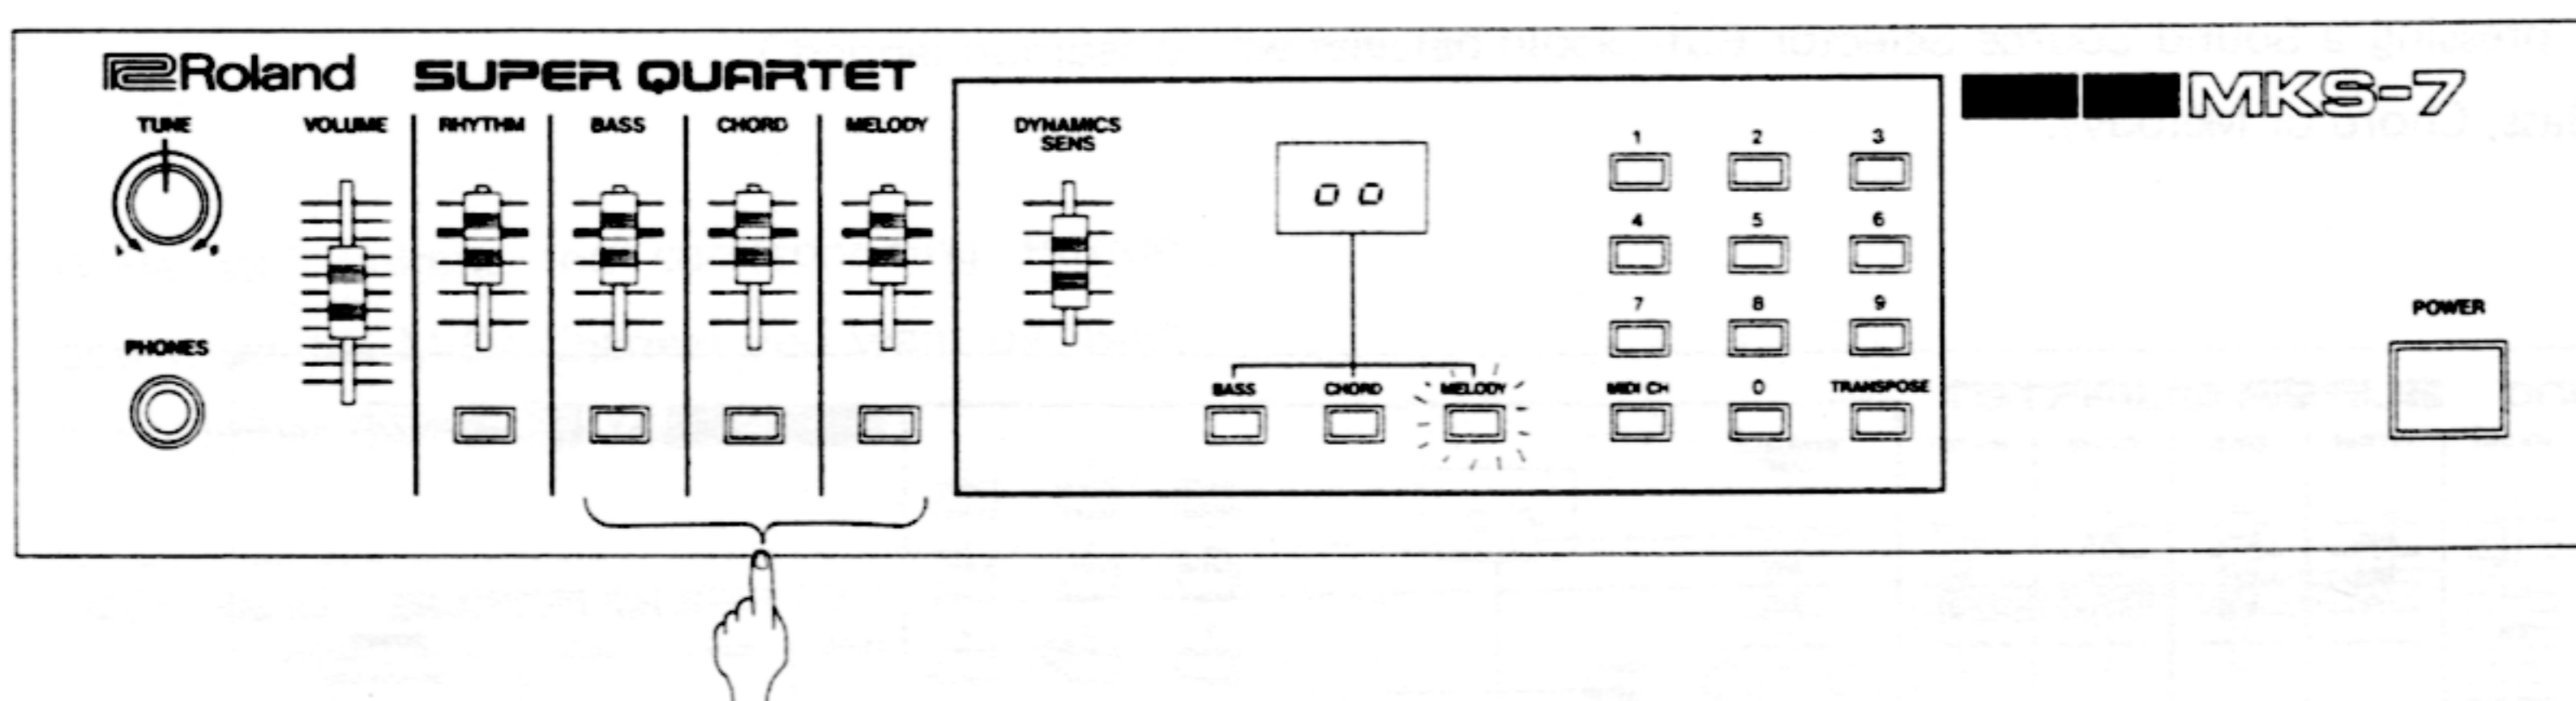 Roland SUPER QUARTET
MKS-7
TUNE VOLUME RHYTHM BASS CHORD MELODY
DYNAMICS
SENS
PHONES
00
BASS CHORD MELODY
1 2 3
4 5 6
7 8 9
MIDI CH 0 TRANSPOSE
POWER